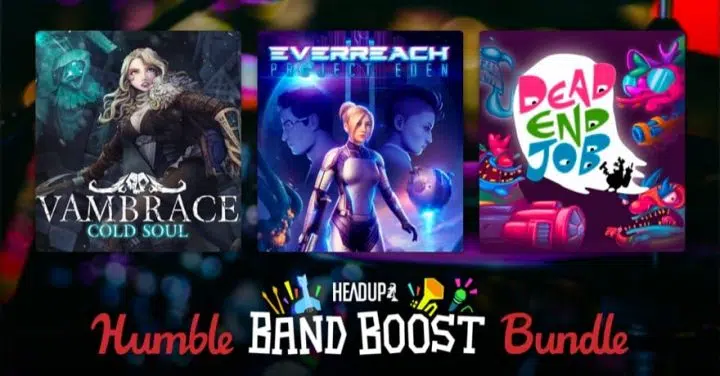 VAMBRACE
COLD SOUL
EVERREACH
PROJECT EDEN
DEAD
END
JOB
HEADUP
Humble BAND BOOST Bundle